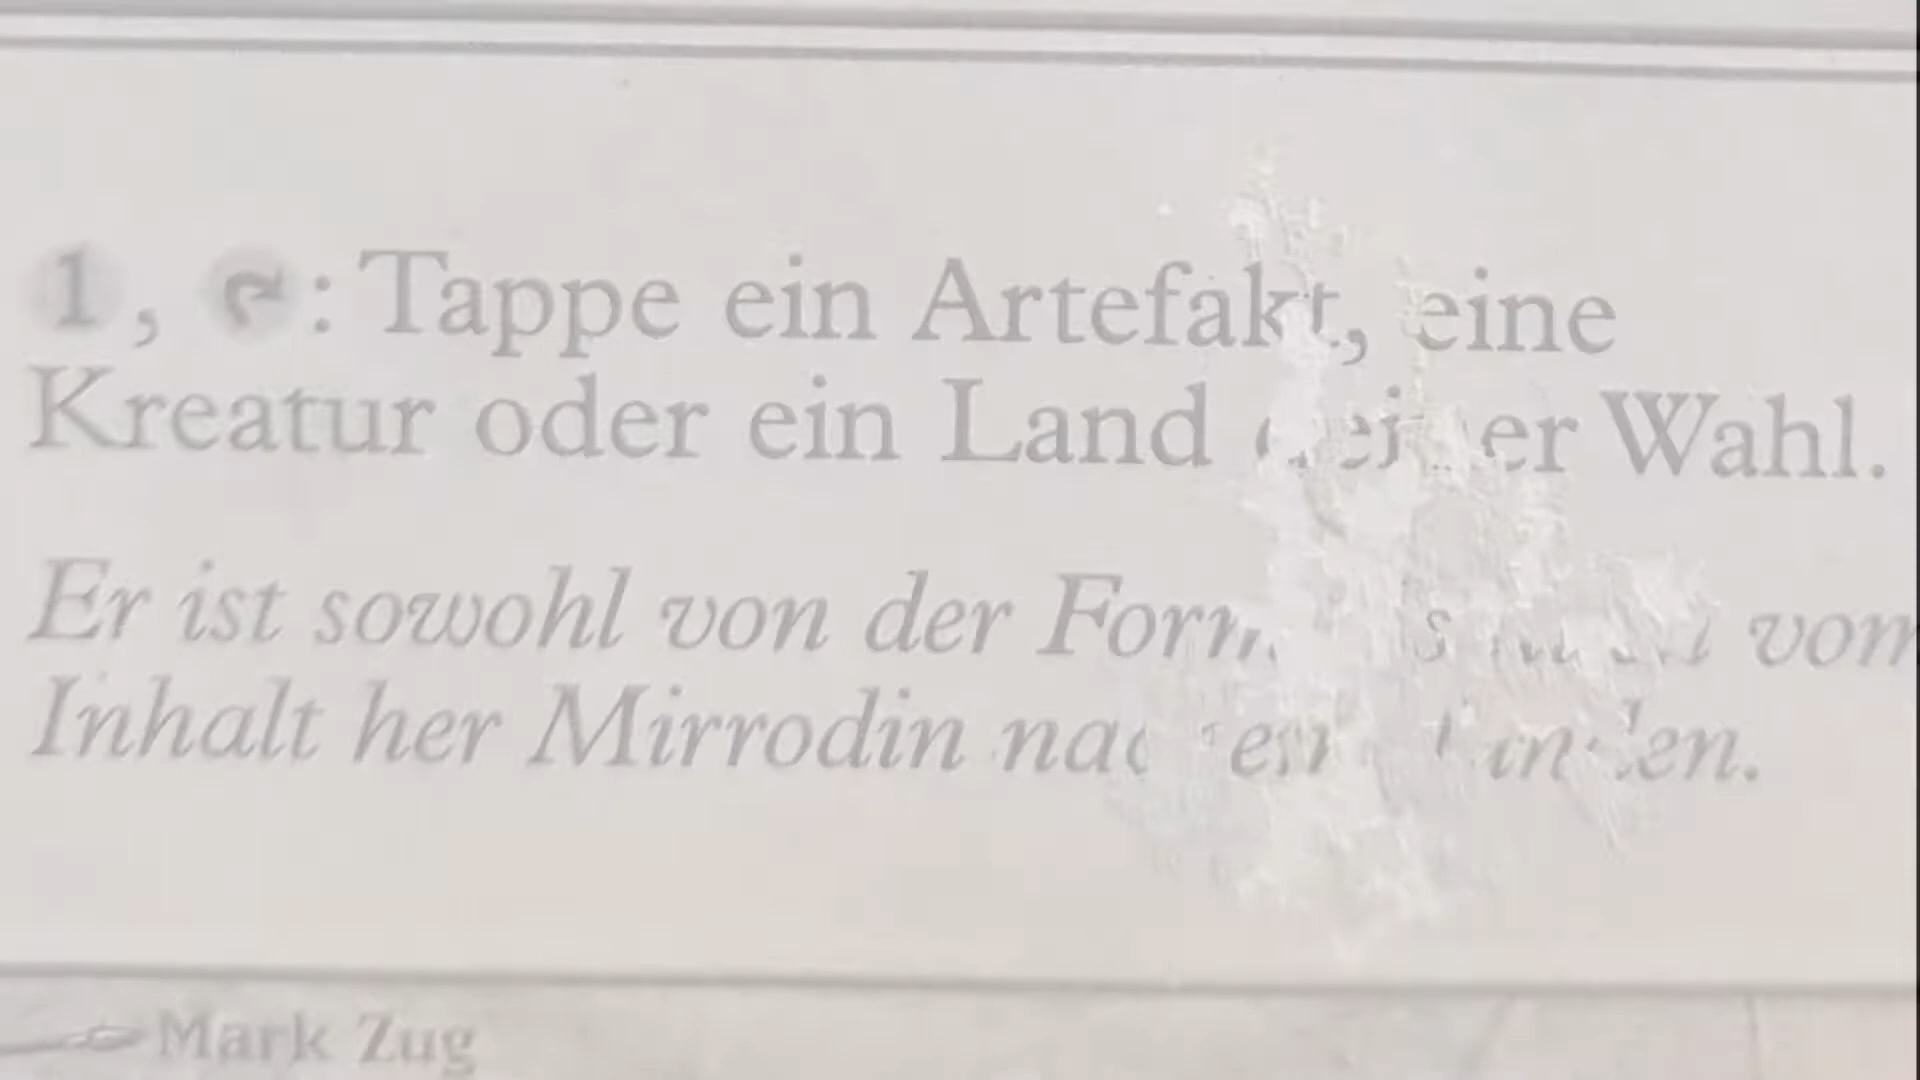 1, : Tappe ein Artefakt, eine
Kreatur oder ein Land Wahl.
Er ist sowohl von der vom
Inhalt her Mirrodin
Mark Zug